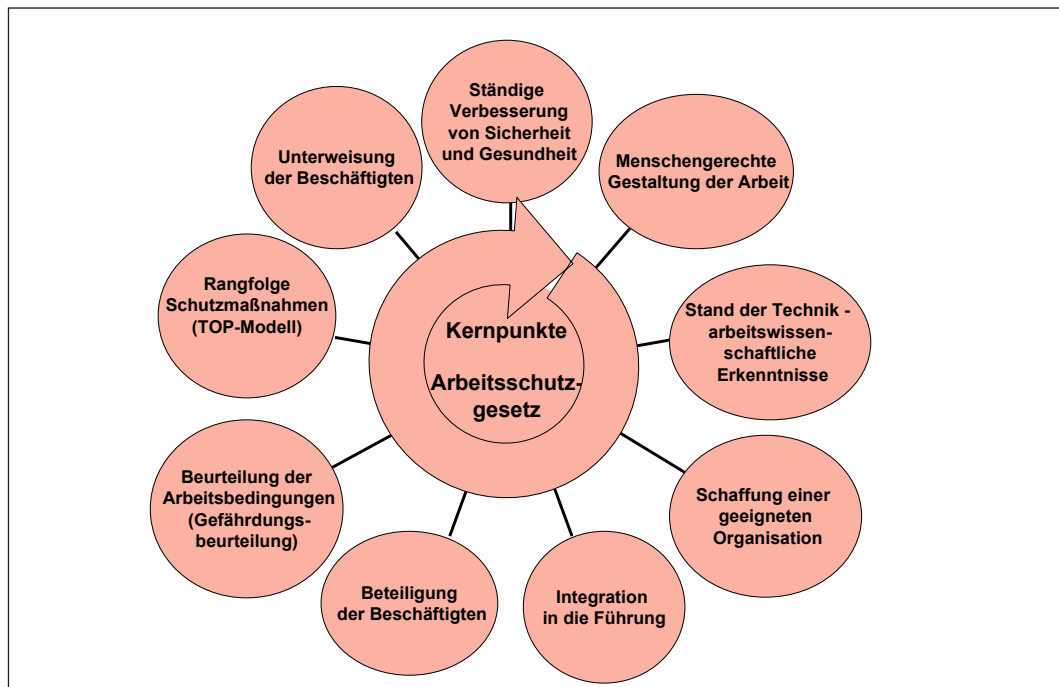 Ständige
Verbesserung
von Sicherheit
und Gesundheit
Menschengerechte
Gestaltung der Arbeit
Stand der Technik -
arbeitswissen-
schaftliche
Erkenntnisse
Schaffung einer
geeigneten
Organisation
Integration
in die Führung
Beteiligung
der Beschäftigten
Beurteilung der
Arbeitsbedingungen
(Gefährdungs-
beurteilung)
Rangfolge
Schutzmaßnahmen
(TOP-Modell)
Unterweisung
der Beschäftigten
Kernpunkte
Arbeitsschutz-
gesetz